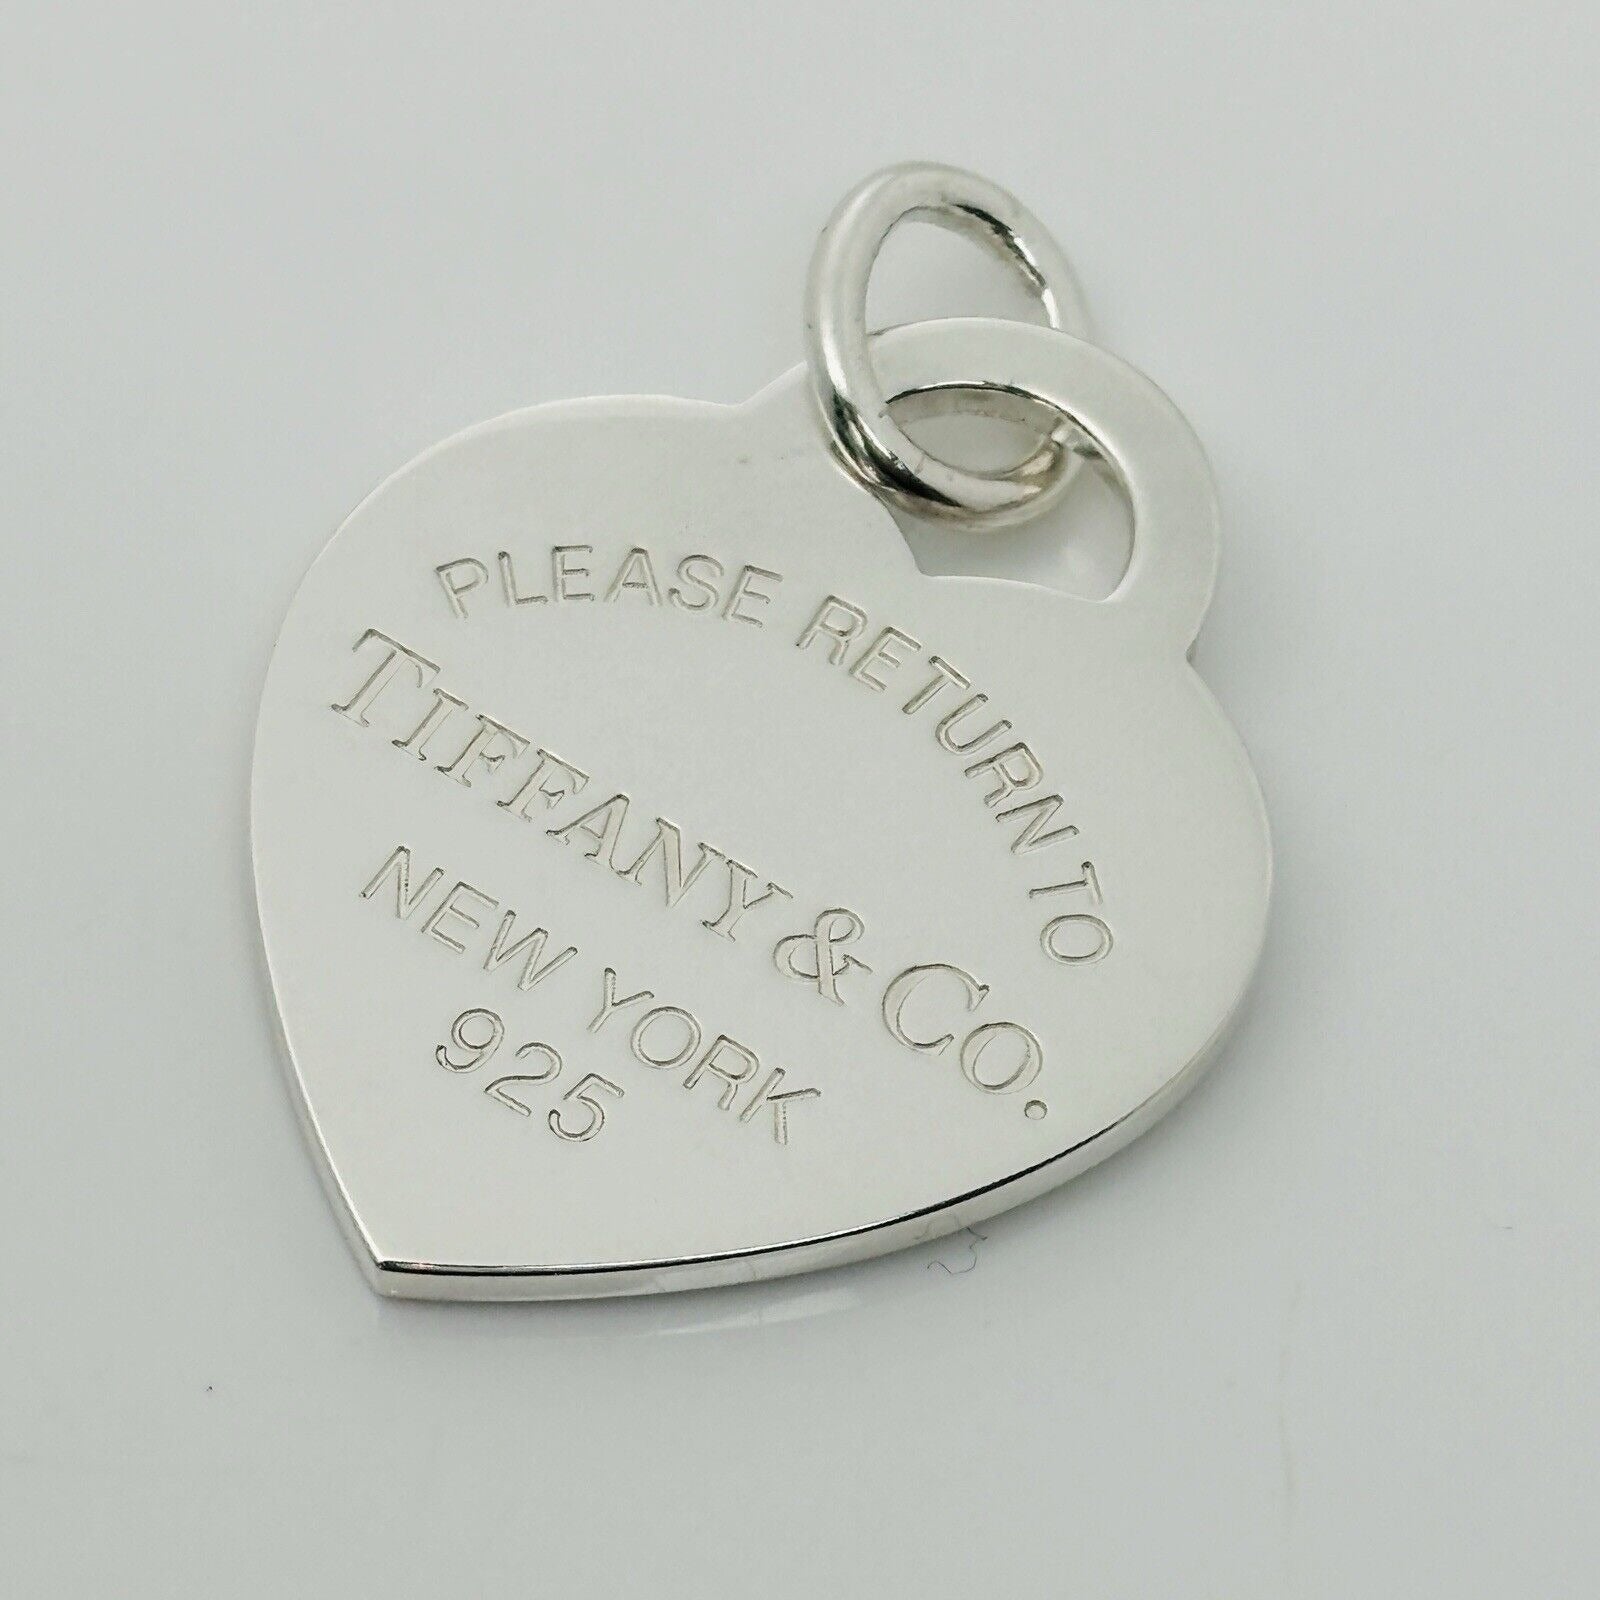 PLEASE RETURN TO
TIFFANY & CO.
NEW YORK
925